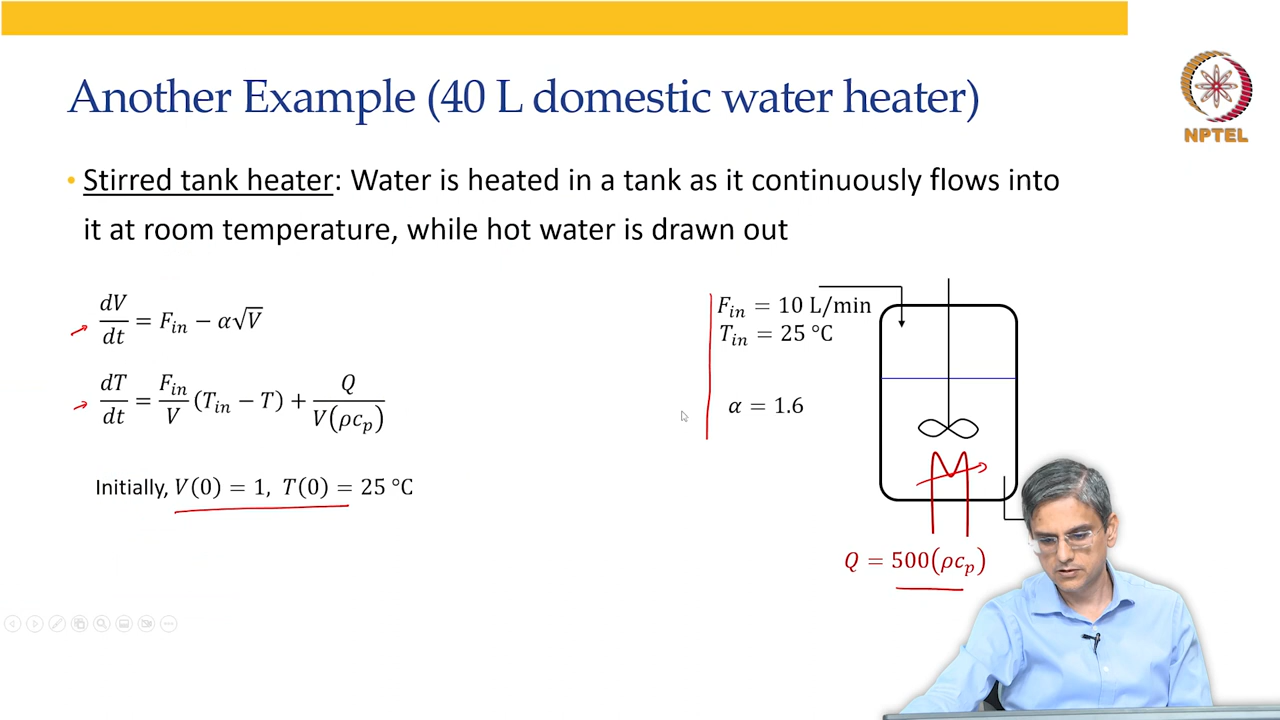 Another Example (40 L domestic water heater)
NPTEL
• Stirred tank heater: Water is heated in a tank as it continuously flows into
it at room temperature, while hot water is drawn out
dV/dt = F_in − α√V
dT/dt = F_in/V (T_in − T) + Q/V(ρc_p)
Initially, V(0) = 1, T(0) = 25 °C
F_in = 10 L/min
T_in = 25 °C
α = 1.6
Q = 500(ρc_p)